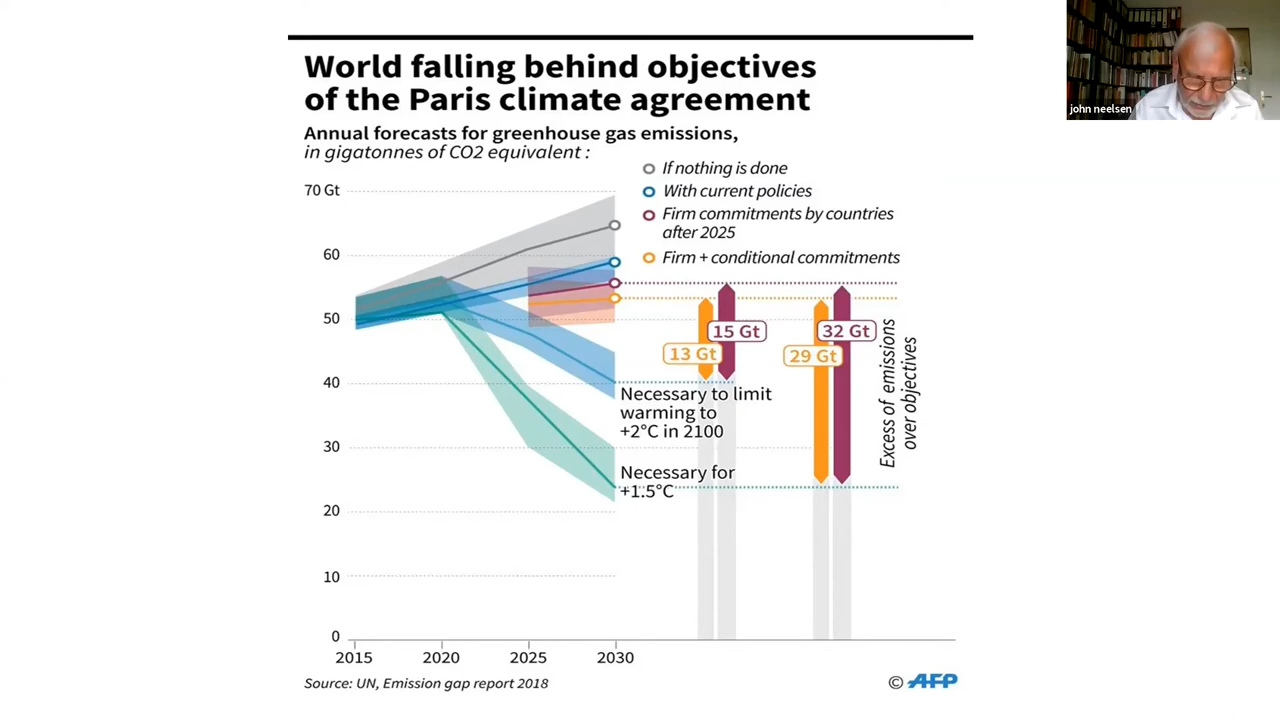 World falling behind objectives
of the Paris climate agreement
Annual forecasts for greenhouse gas emissions,
in gigatonnes of CO2 equivalent :
If nothing is done
With current policies
Firm commitments by countries
after 2025
Firm + conditional commitments
70 Gt
60
50
40
30
20
10
0
2015
2020
2025
2030
13 Gt
15 Gt
29 Gt
32 Gt
Excess of emissions
over objectives
Necessary to limit
warming to
+2°C in 2100
Necessary for
+1.5°C
Source: UN, Emission gap report 2018
© AFP
john neelsen